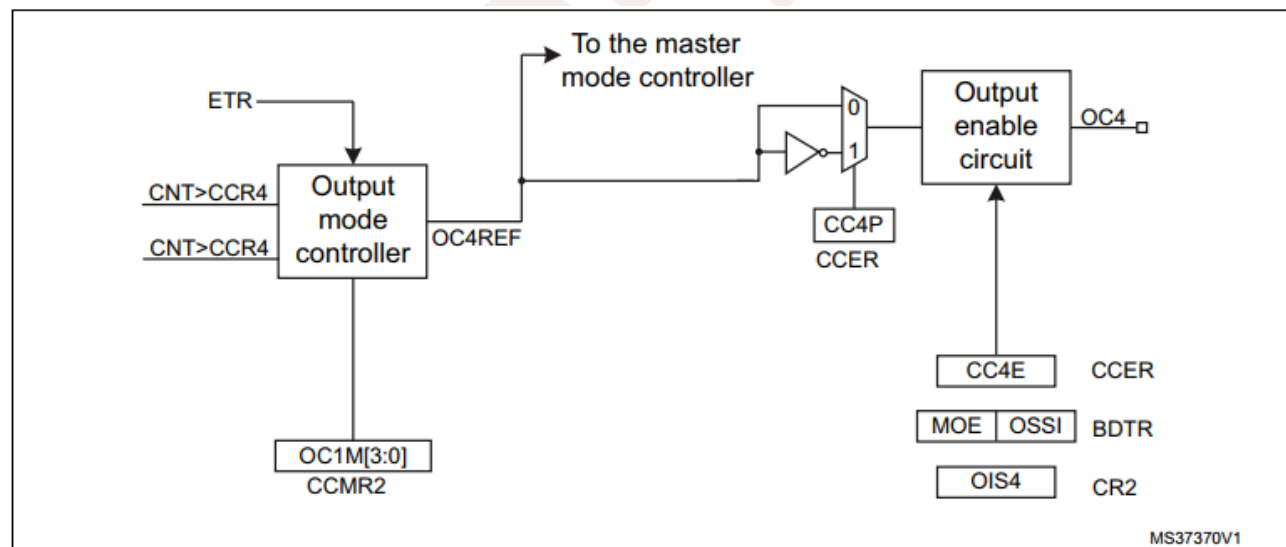 To the master
mode controller
ETR
CNT>CCR4
CNT>CCR4
Output
mode
controller
OC4REF
OC1M[3:0]
CCMR2
0
1
CC4P
CCER
Output
enable
circuit
OC4
CC4E
CCER
MOE
OSSI
BDTR
OIS4
CR2
MS37370V1